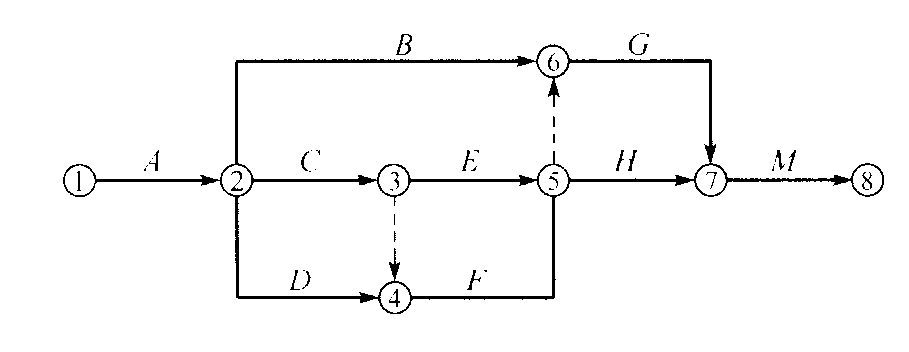 B ⑥ G
① A ② C ③ E ⑤ H ⑦ M ⑧
D ④ F